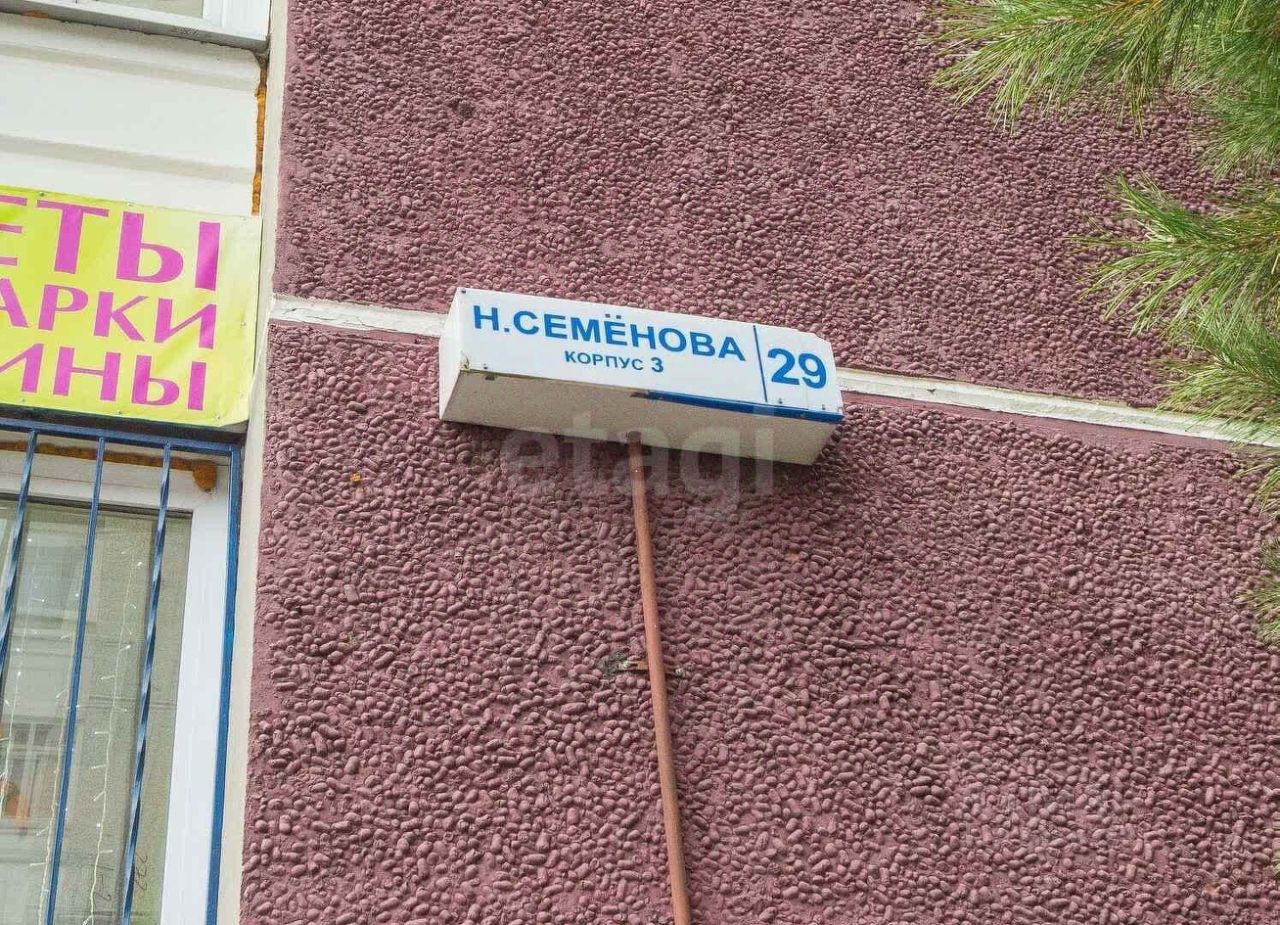 ЕТЫ
АРКИ
ИНЫ
Н.СЕМЁНОВА 29
КОРПУС 3
etagi